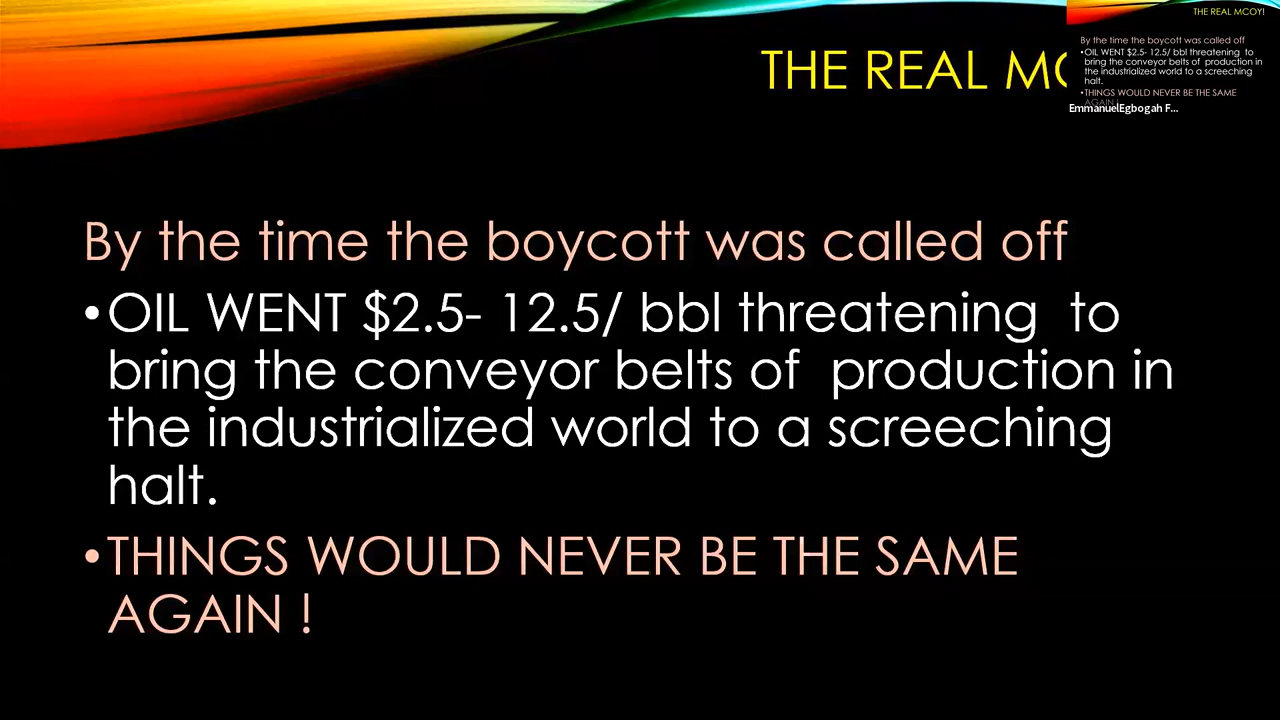 THE REAL MC
THE REAL MCOY!
By the time the boycott was called off
•OIL WENT $2.5- 12.5/ bbl threatening  to
bring the conveyor belts of  production in
the industrialized world to a screeching
halt.
•THINGS WOULD NEVER BE THE SAME
AGAIN !
EmmanuelEgbogah F...
By the time the boycott was called off
•OIL WENT $2.5- 12.5/ bbl threatening  to
bring the conveyor belts of  production in
the industrialized world to a screeching
halt.
•THINGS WOULD NEVER BE THE SAME
AGAIN !